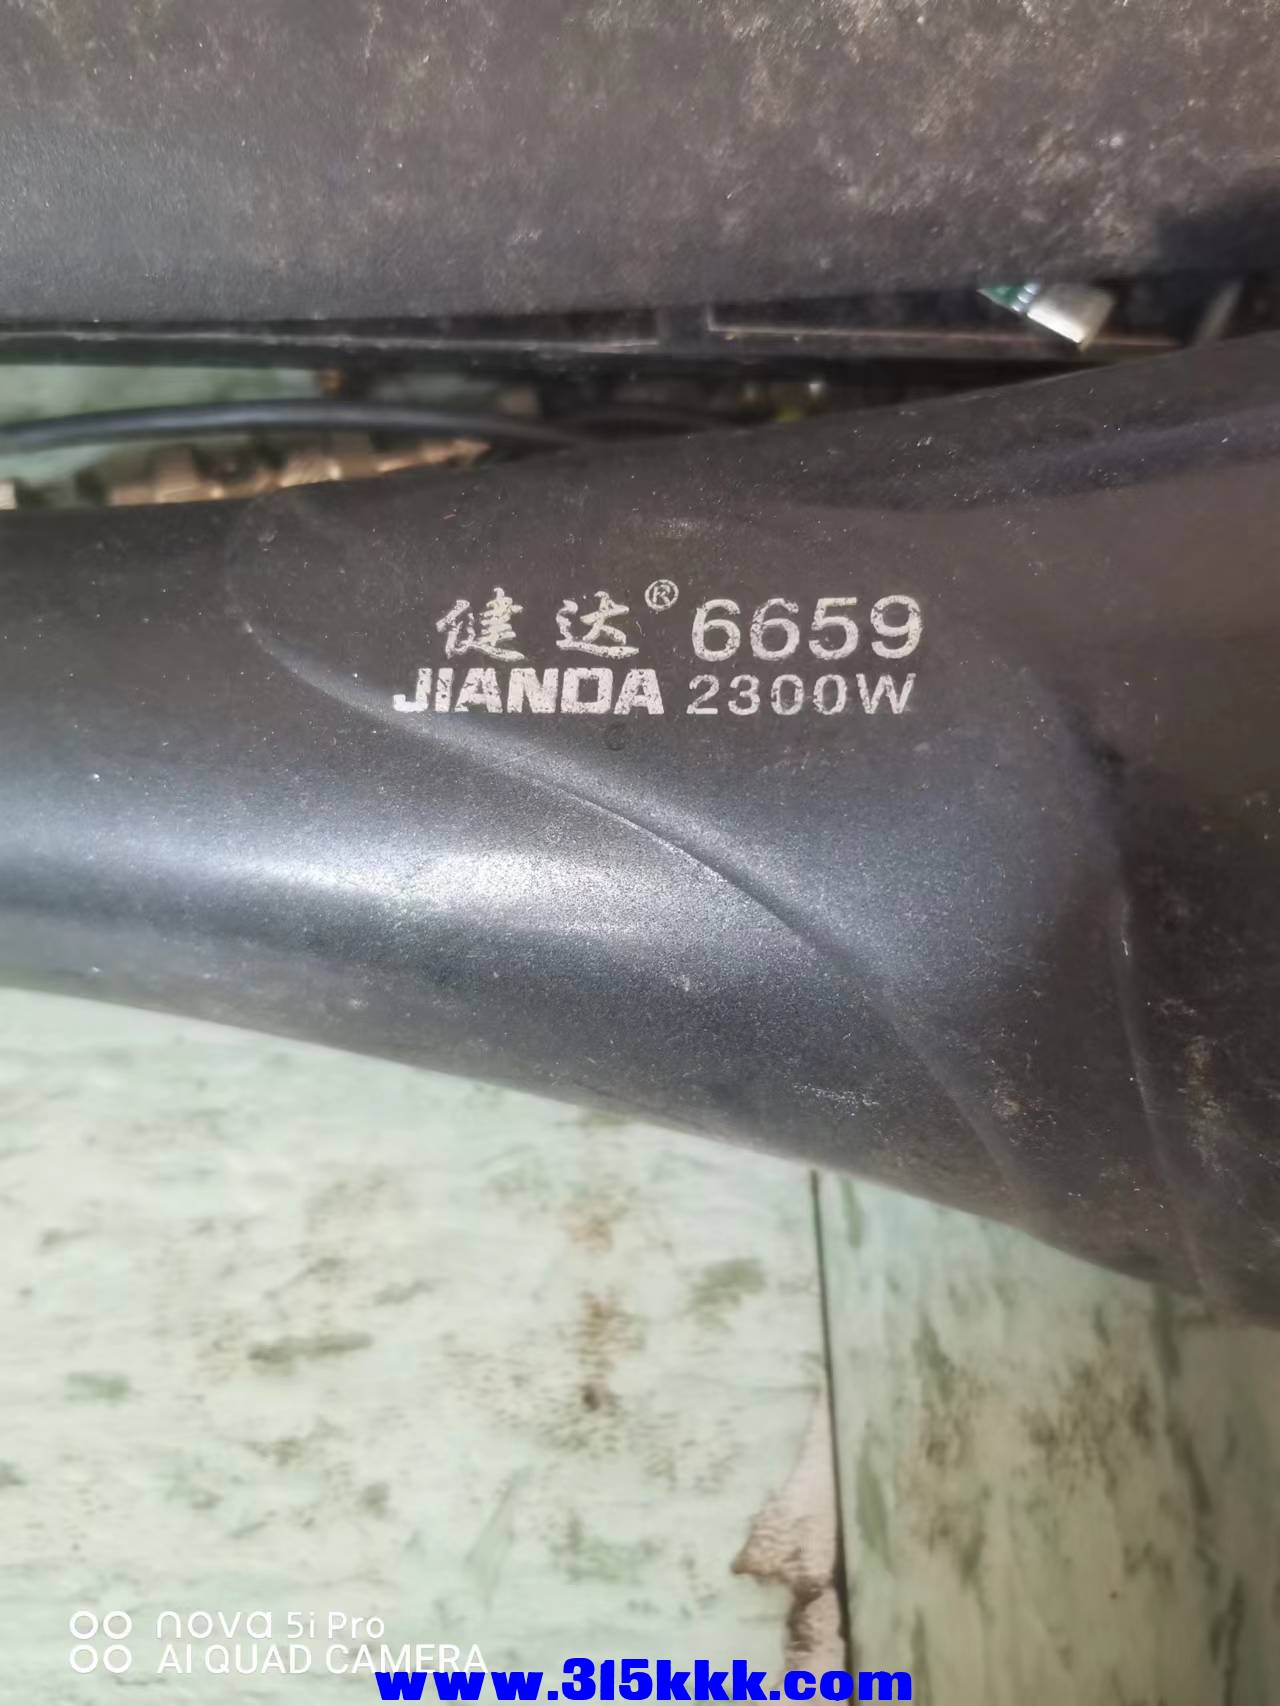 健达® 6659
JIANDA 2300W
nova 5i Pro
AI QUAD CAMERA
www.315kkk.com